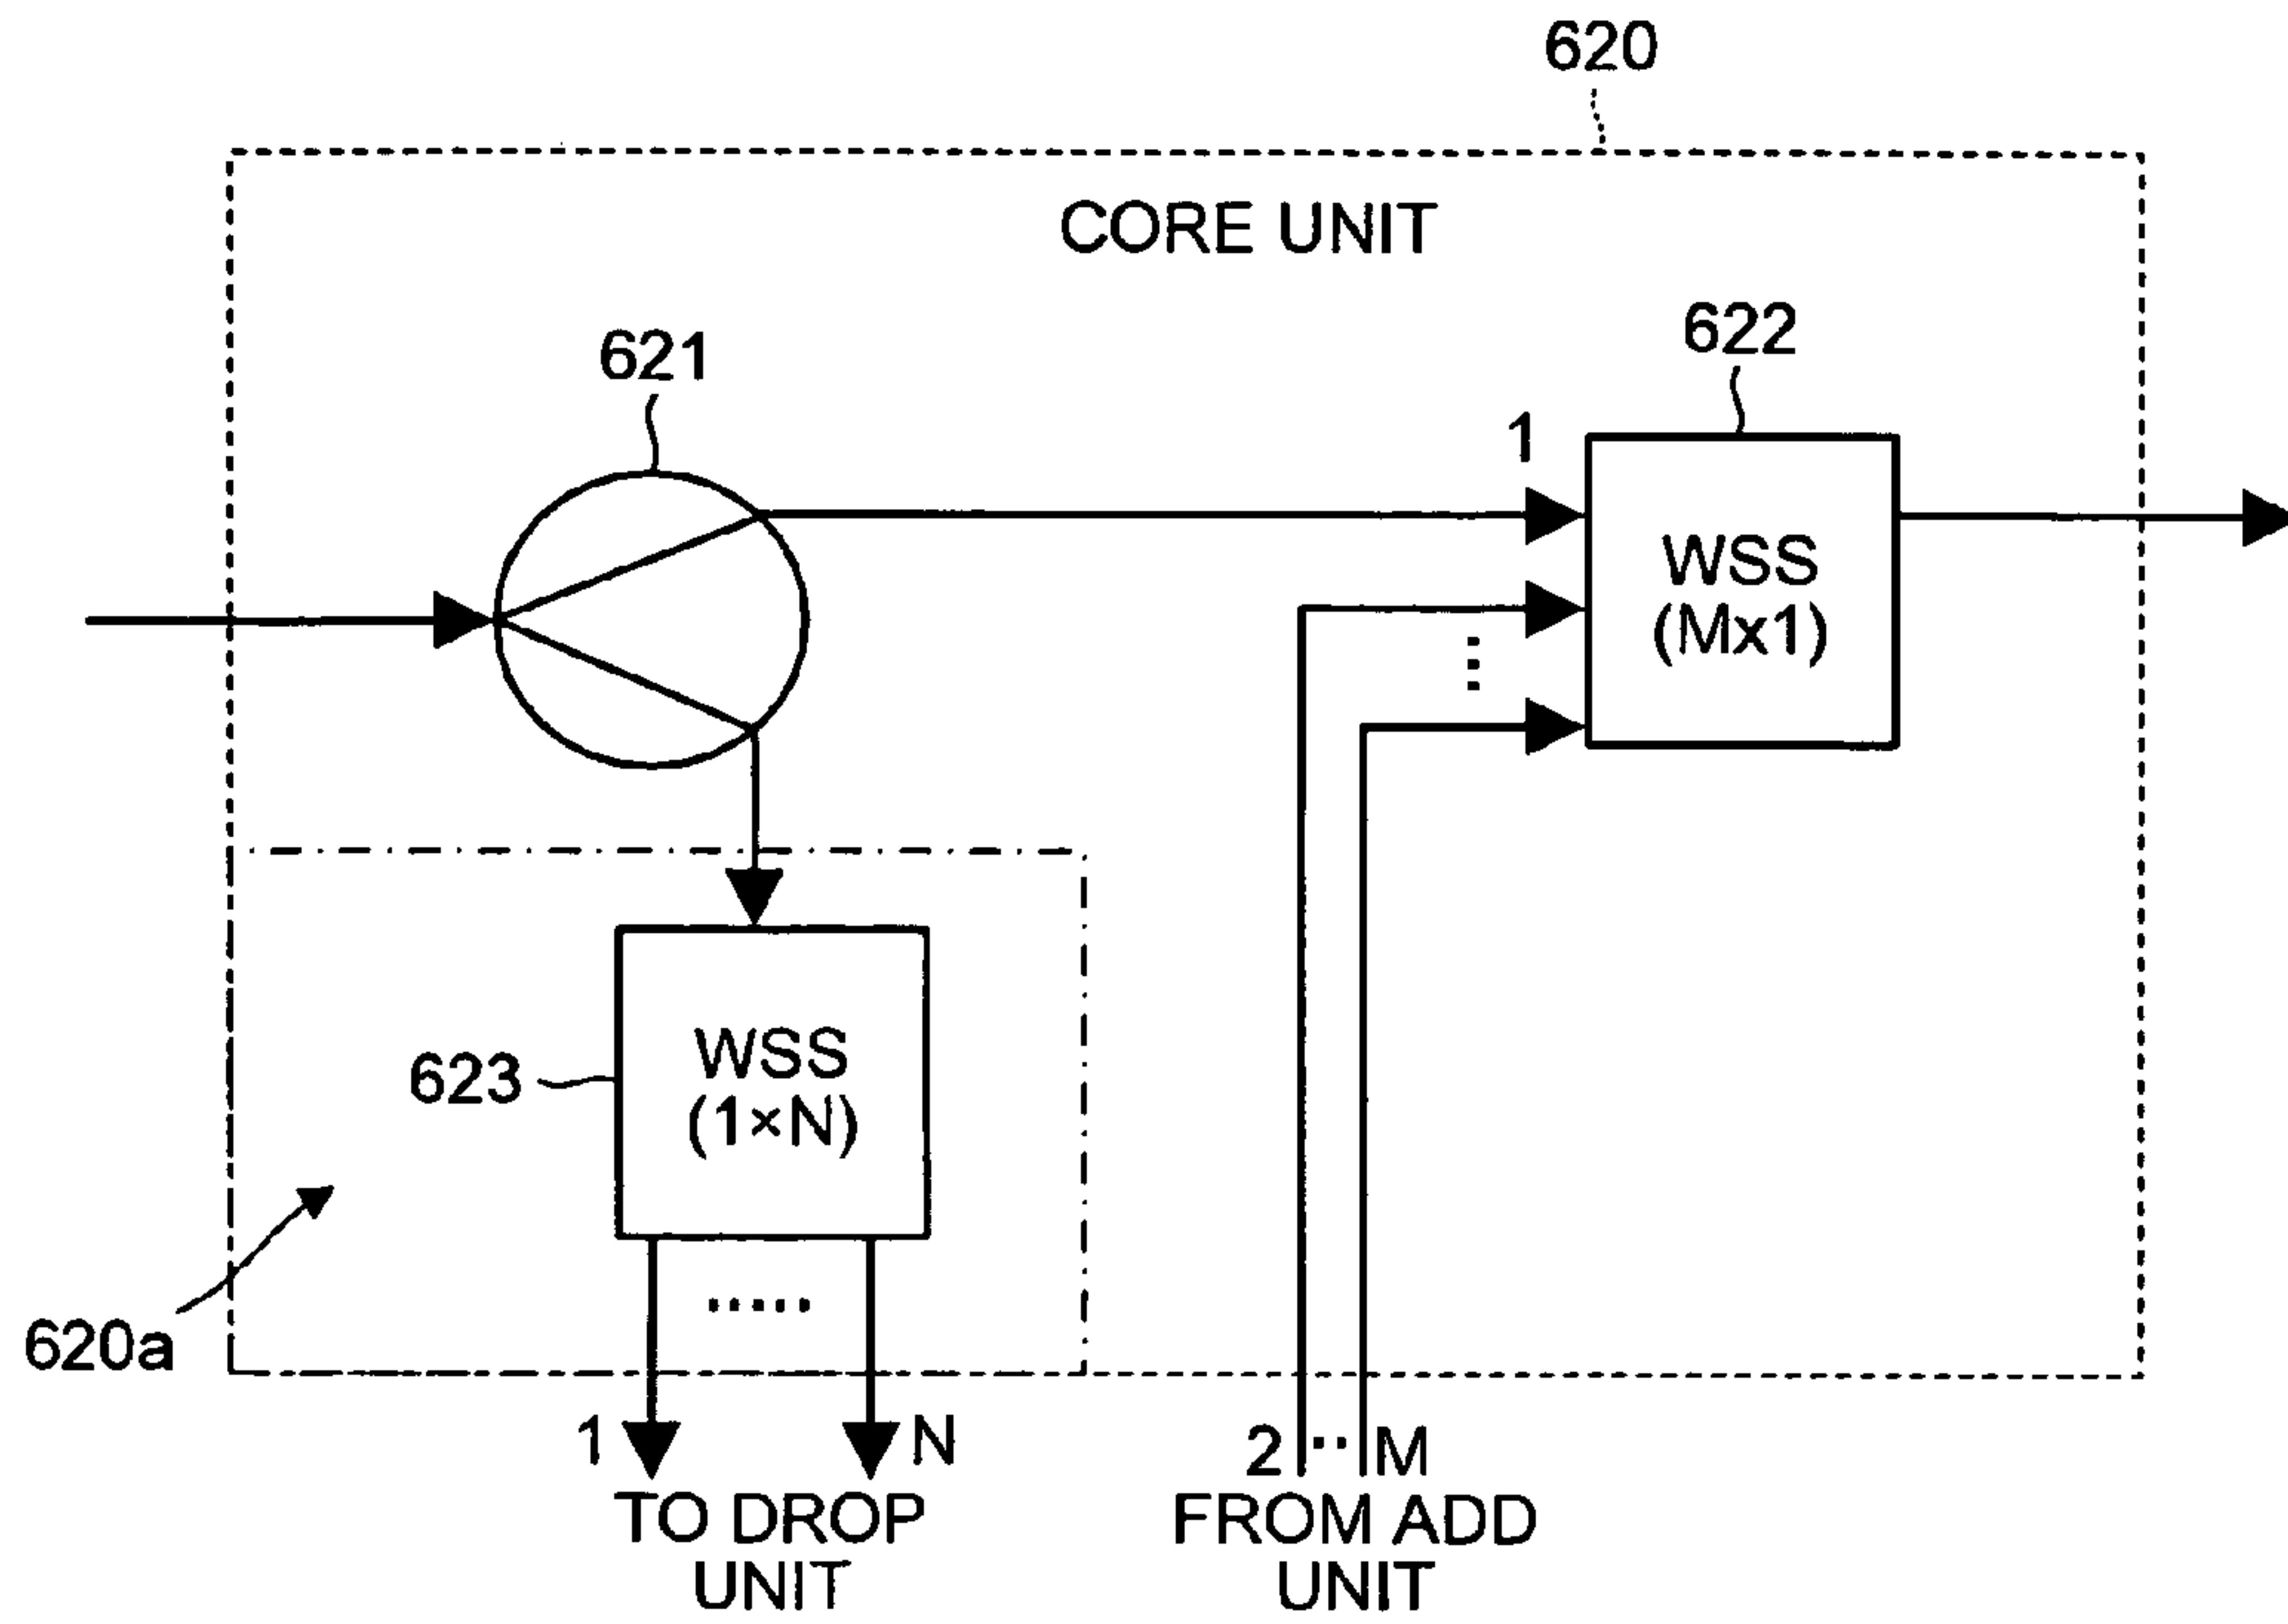 620
CORE UNIT
621
622
1
WSS
(Mx1)
623
WSS
(1×N)
620a
1
N
2
M
TO DROP
UNIT
FROM ADD
UNIT